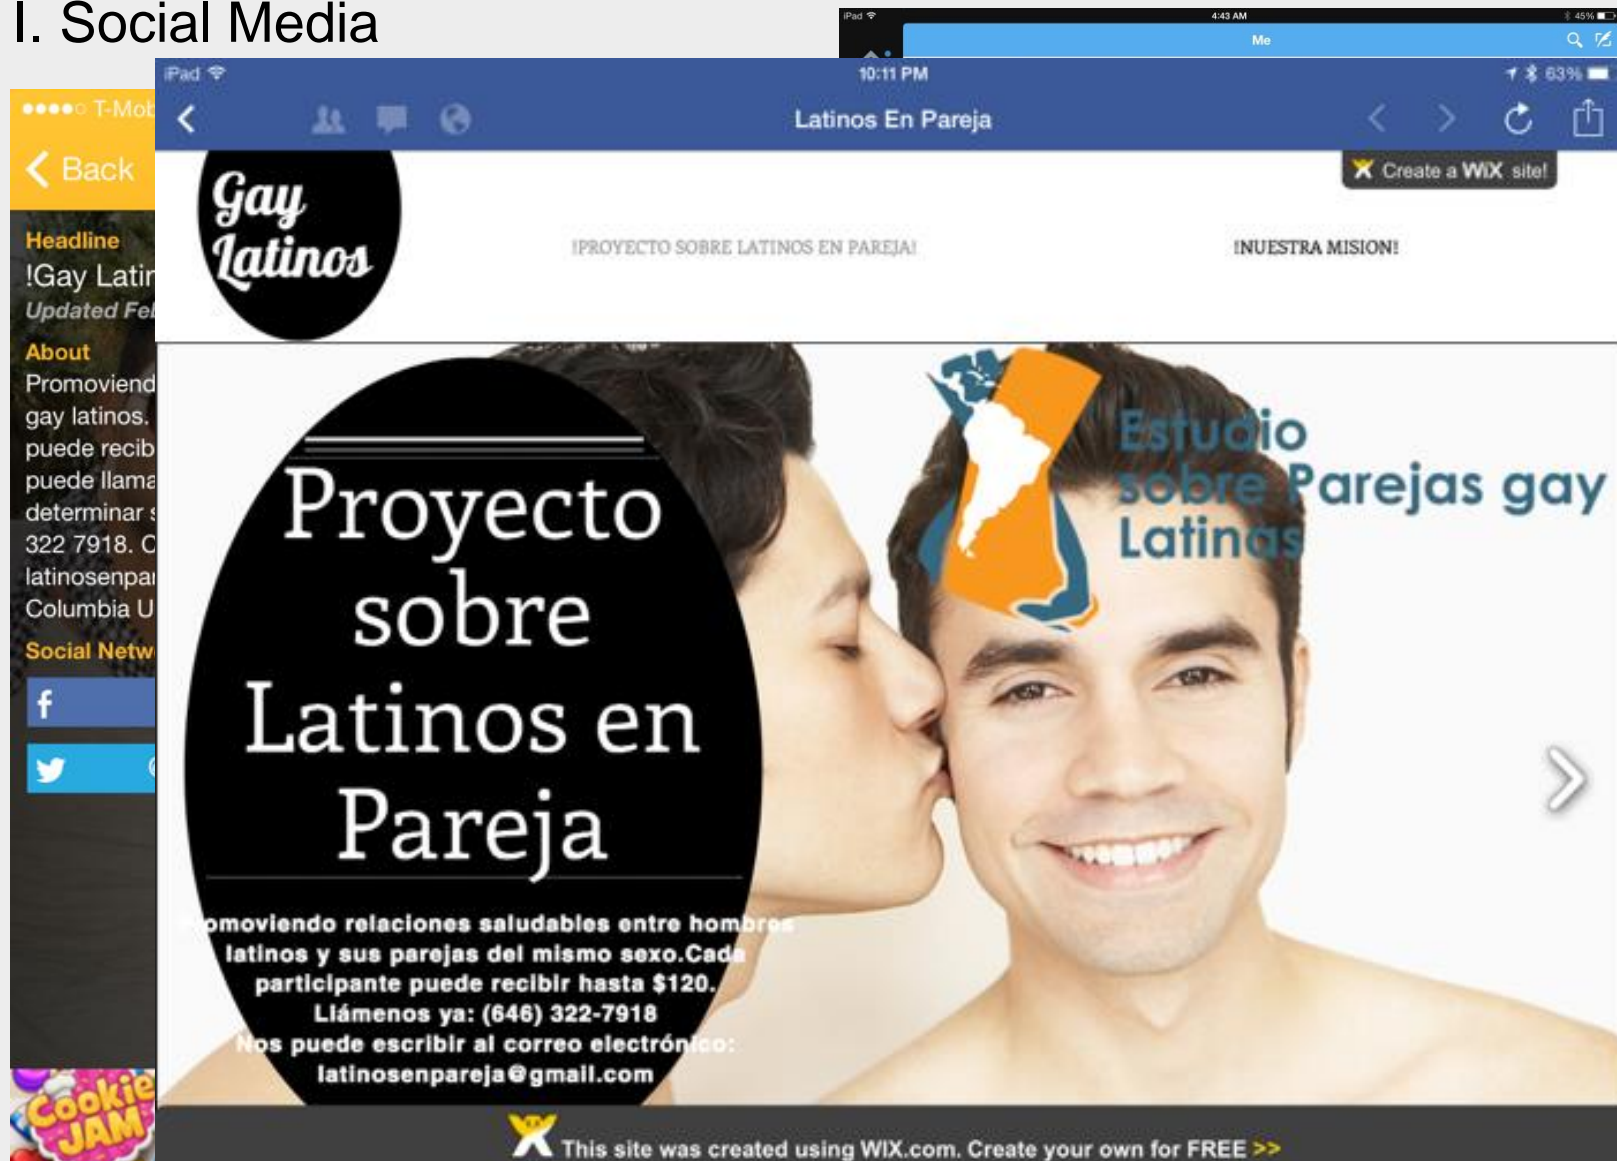 I. Social Media
iPad
4:43 AM
45%
Me
iPad
10:11 PM
63%
Latinos En Pareja
T-Mob
Back
Headline
!Gay Latin
Updated Feb
About
Promoviend
gay latinos.
puede recib
puede llama
determinar s
322 7918. C
latinosenpar
Columbia U
Social Netw
f
Cookie
JAM
Gay
Latinos
!PROYECTO SOBRE LATINOS EN PAREJA!
!NUESTRA MISION!
Create a WiX site!
Proyecto
sobre
Latinos en
Pareja
omoviendo relaciones saludables entre hombres
latinos y sus parejas del mismo sexo.Cada
participante puede recibir hasta $120.
Llámenos ya: (646) 322-7918
Nos puede escribir al correo electrónico:
latinosenpareja@gmail.com
Estudio
sobre Parejas gay
Latinas
This site was created using WIX.com. Create your own for FREE >>